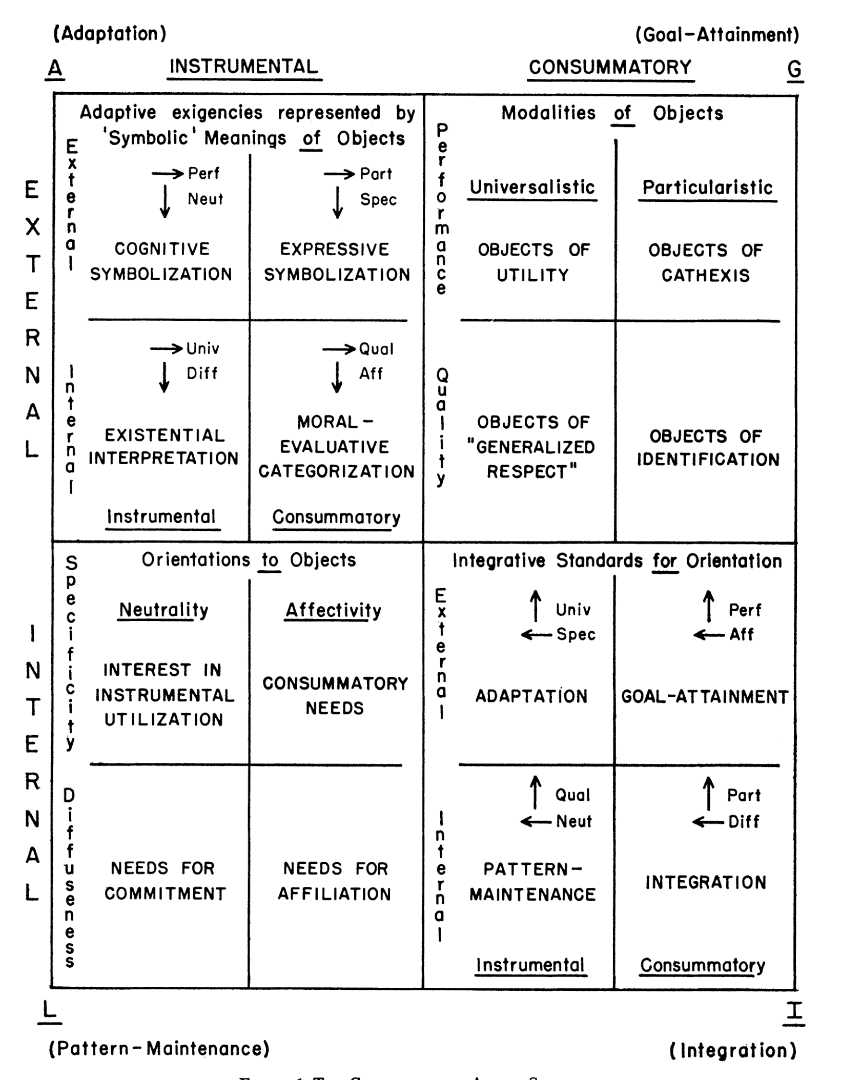 (Adaptation)
(Goal-Attainment)
A
INSTRUMENTAL
CONSUMMATORY
G
EXTERNAL
Adaptive exigencies represented by
'Symbolic' Meanings of Objects
External
→ Perf
↓ Neut
COGNITIVE
SYMBOLIZATION
→ Part
↓ Spec
EXPRESSIVE
SYMBOLIZATION
Internal
→ Univ
↓ Diff
EXISTENTIAL
INTERPRETATION
Instrumental
→ Qual
↓ Aff
MORAL-
EVALUATIVE
CATEGORIZATION
Consummatory
Modalities of Objects
Performance
Universalistic
OBJECTS OF
UTILITY
Particularistic
OBJECTS OF
CATHEXIS
Quality
OBJECTS OF
"GENERALIZED
RESPECT"
OBJECTS OF
IDENTIFICATION
INTERNAL
Orientations to Objects
Specificity
Neutrality
INTEREST IN
INSTRUMENTAL
UTILIZATION
Affectivity
CONSUMMATORY
NEEDS
Diffuseness
NEEDS FOR
COMMITMENT
NEEDS FOR
AFFILIATION
Integrative Standards for Orientation
External
↑ Univ
← Spec
ADAPTATION
↑ Perf
← Aff
GOAL-ATTAINMENT
Internal
↑ Qual
← Neut
PATTERN-
MAINTENANCE
Instrumental
↑ Part
← Diff
INTEGRATION
Consummatory
L
I
(Pattern-Maintenance)
(Integration)